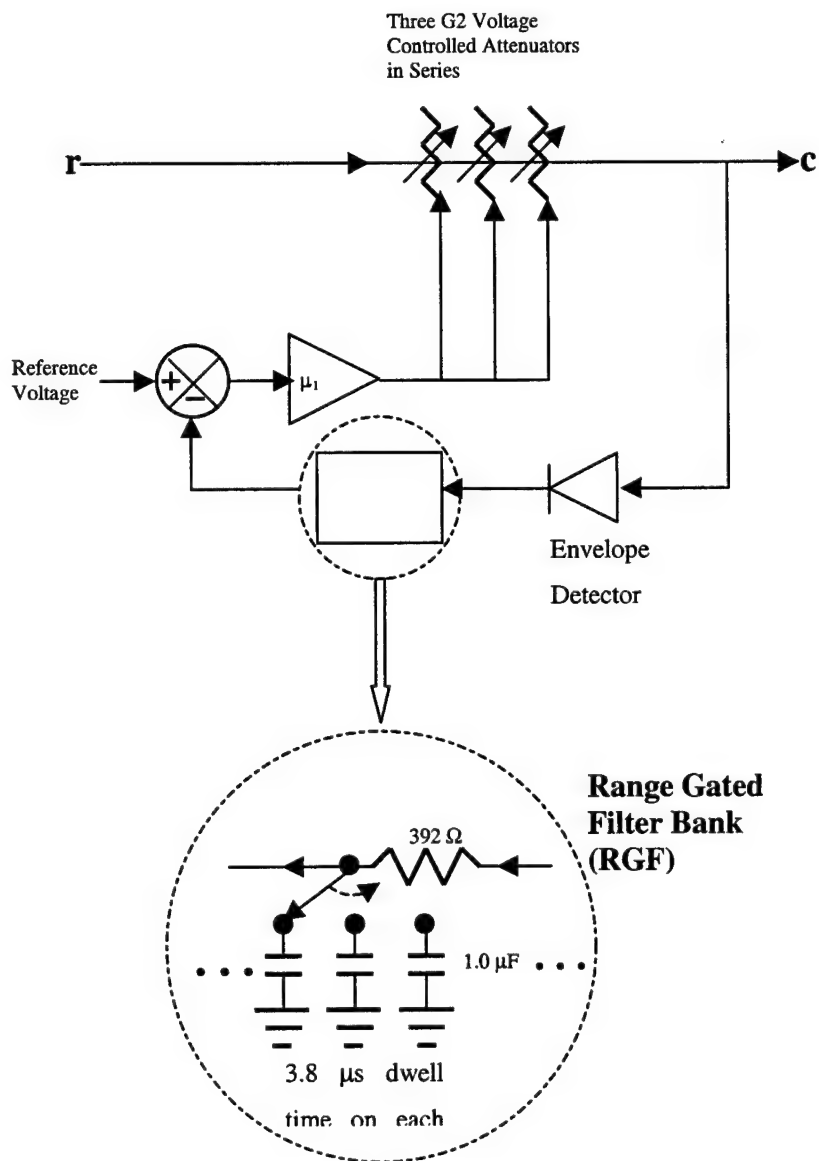 Three G2 Voltage
Controlled Attenuators
in Series
r
c
Reference
Voltage
+
−
μ₁
Envelope
Detector
Range Gated
Filter Bank
(RGF)
392 Ω
1.0 μF
3.8 μs dwell
time on each